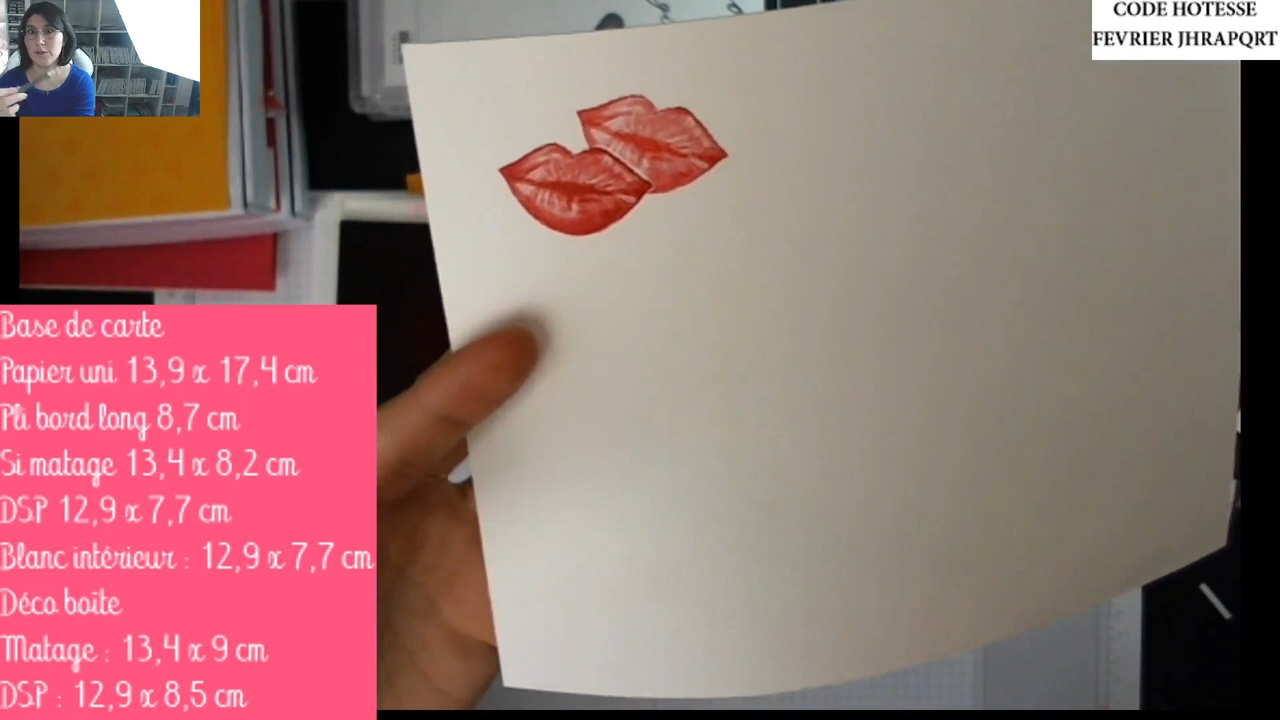 CODE HOTESSE
FEVRIER JHRAPQRT
Base de carte
Papier uni 13,9 x 17,4 cm
Pli bord long 8,7 cm
Si matage 13,4 x 8,2 cm
DSP 12,9 x 7,7 cm
Blanc intérieur : 12,9 x 7,7 cm
Déco boîte
Matage : 13,4 x 9 cm
DSP : 12,9 x 8,5 cm